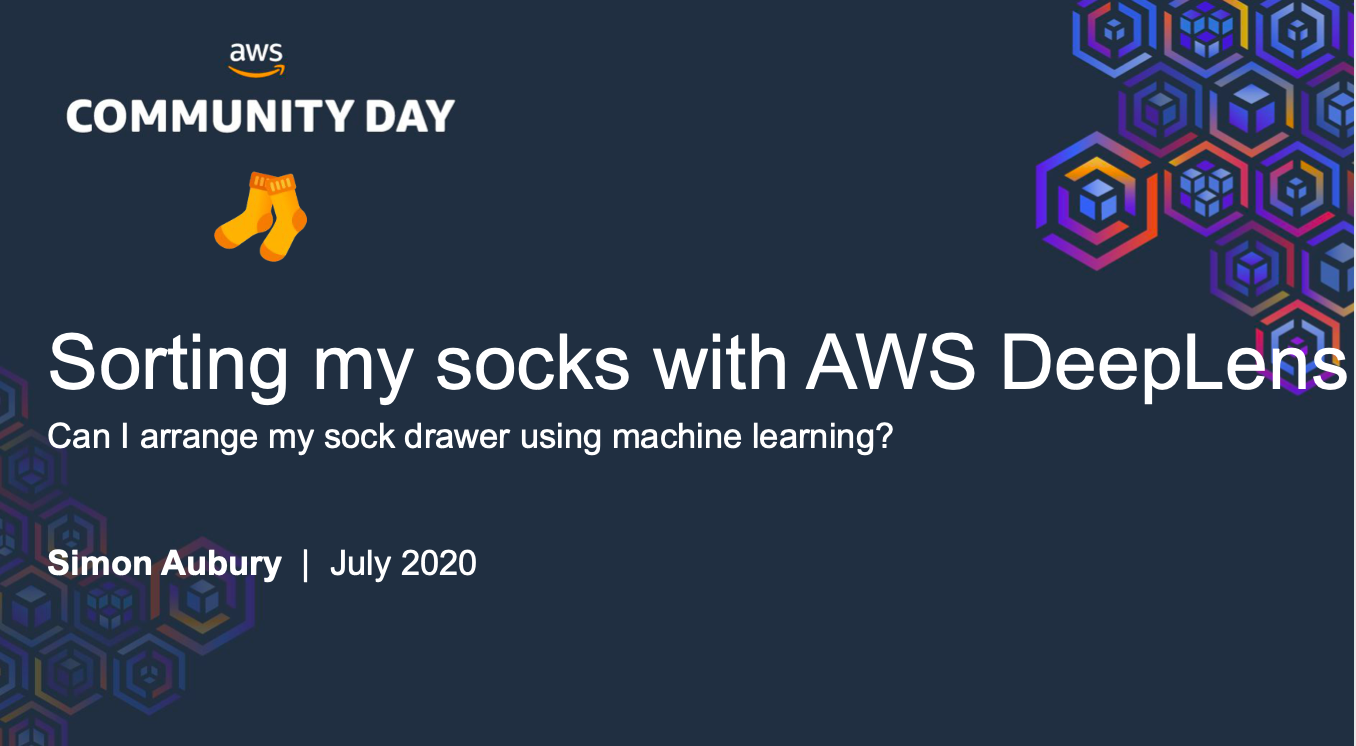 aws
COMMUNITY DAY
Sorting my socks with AWS DeepLens
Can I arrange my sock drawer using machine learning?
Simon Aubury | July 2020